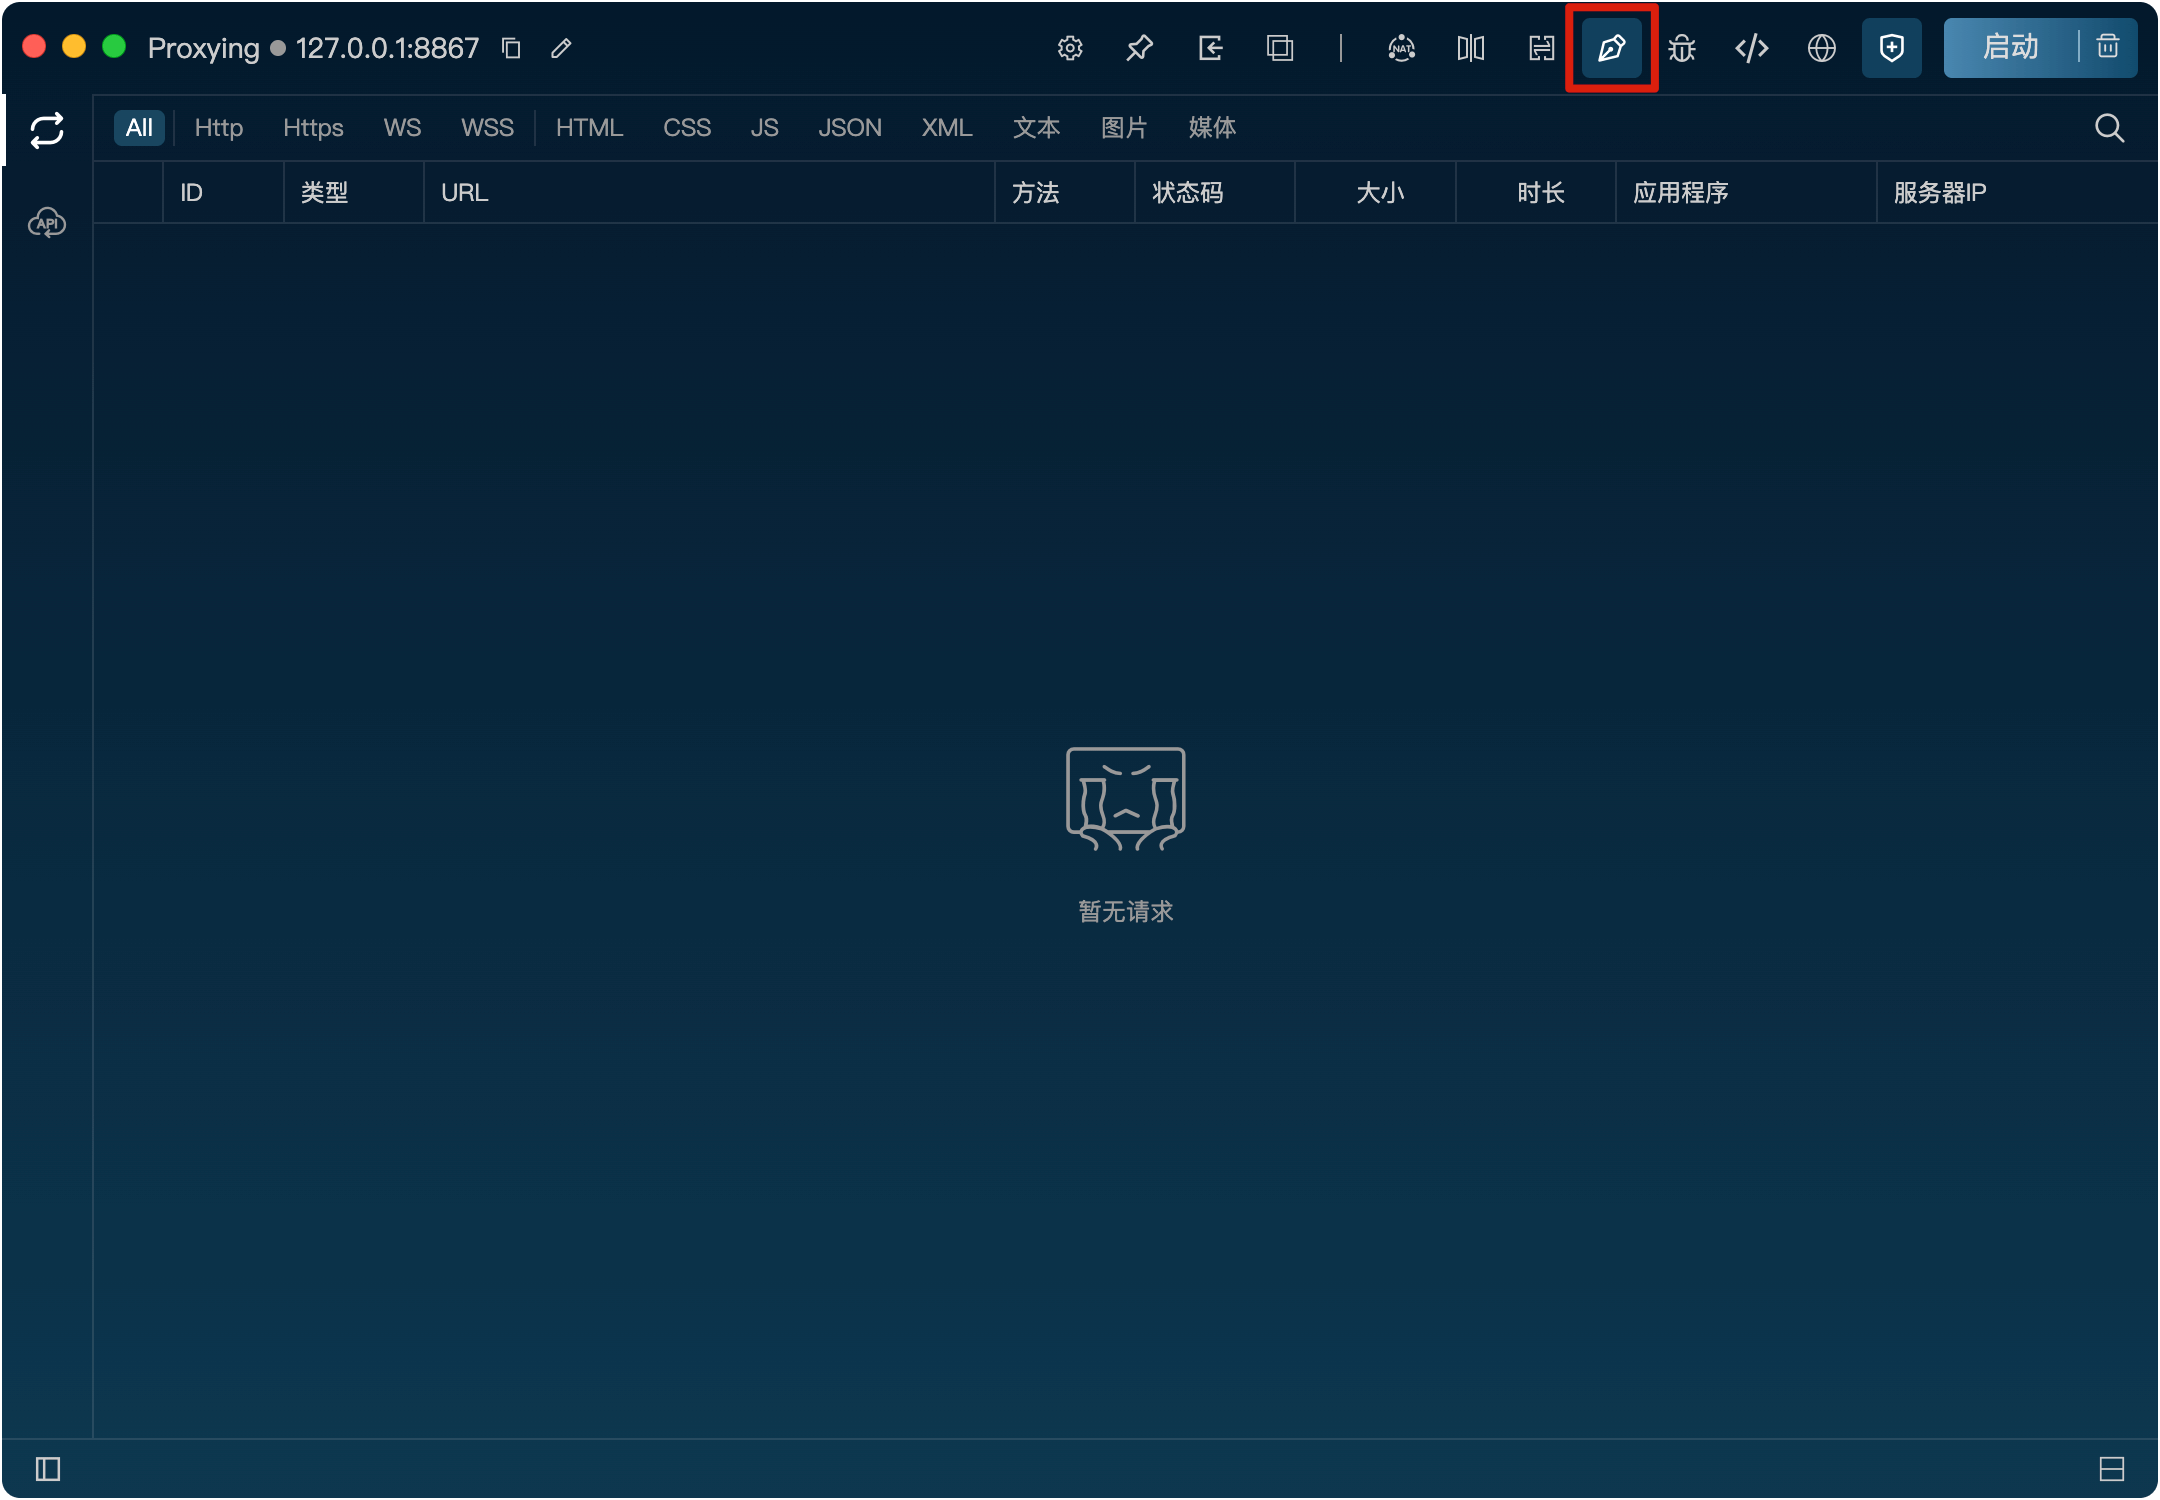 Proxying 127.0.0.1:8867 NAT 启动
All Http Https WS WSS HTML CSS JS JSON XML 文本 图片 媒体
ID 类型 URL 方法 状态码 大小 时长 应用程序 服务器IP
API
暂无请求